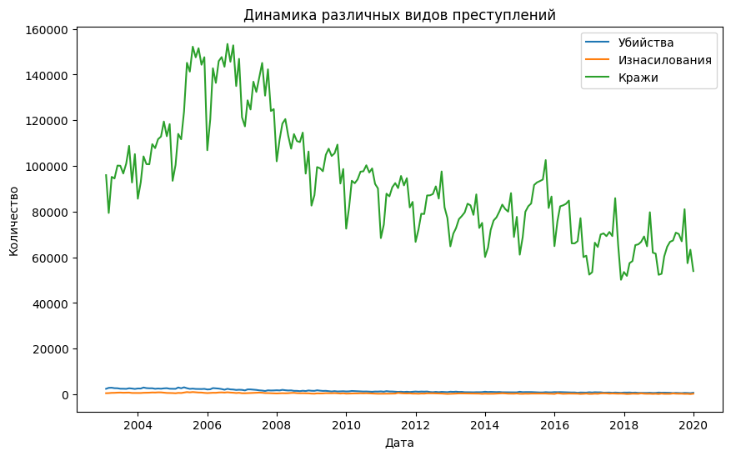 Динамика различных видов преступлений
160000
140000
120000
100000
80000
60000
40000
20000
0
Количество
Убийства
Изнасилования
Кражи
2004 2006 2008 2010 2012 2014 2016 2018 2020
Дата